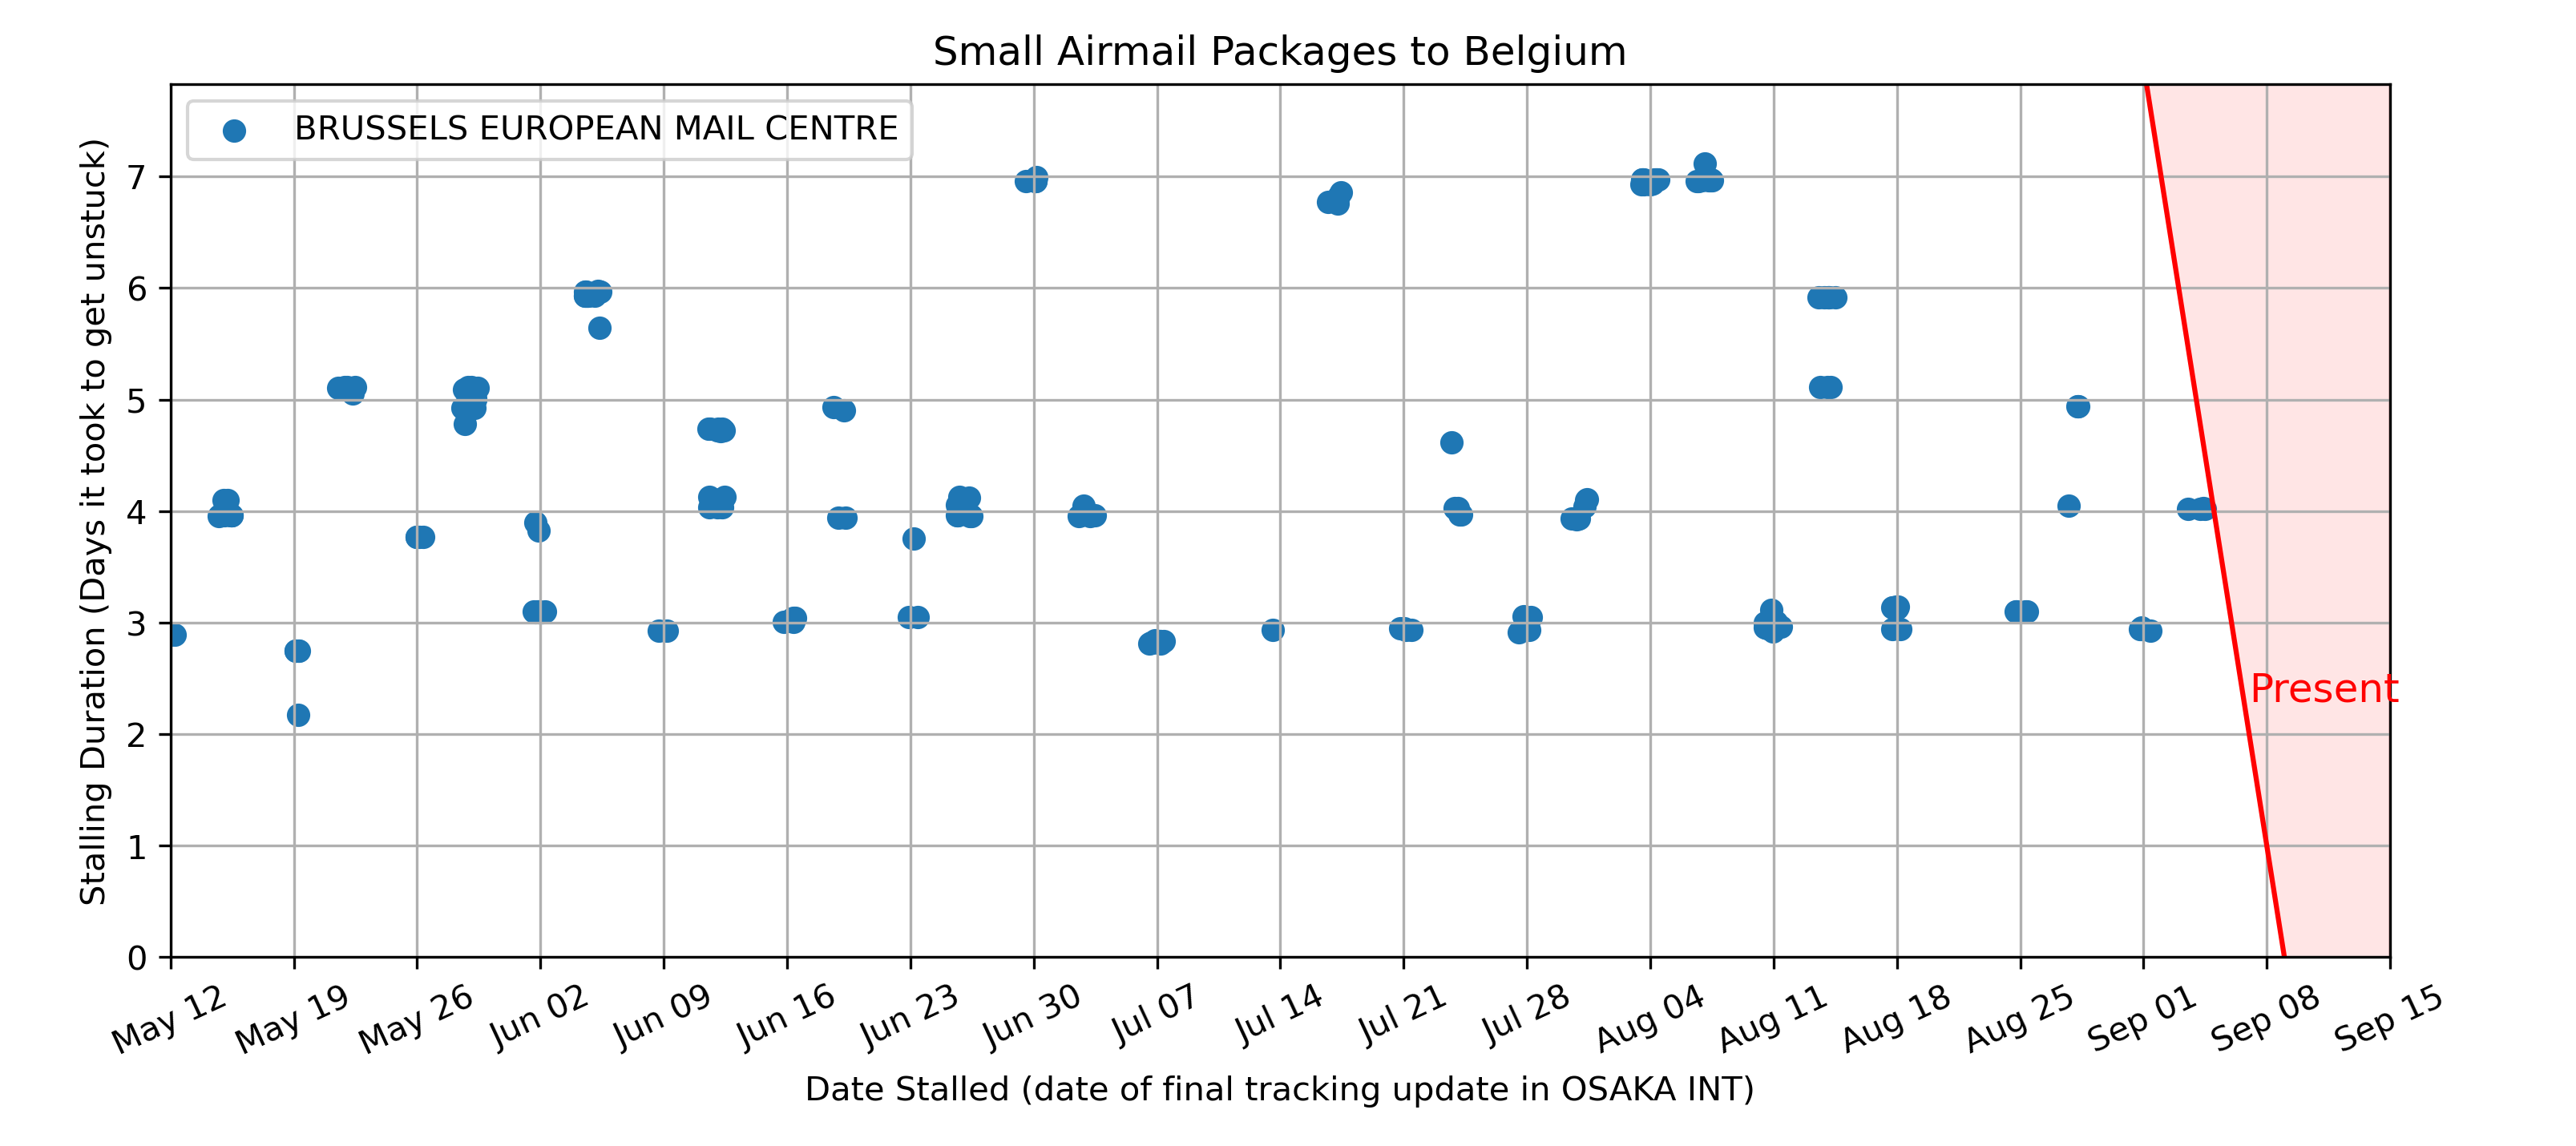 Small Airmail Packages to Belgium
BRUSSELS EUROPEAN MAIL CENTRE
Stalling Duration (Days it took to get unstuck)
7
6
5
4
3
2
1
0
Present
May 12
May 19
May 26
Jun 02
Jun 09
Jun 16
Jun 23
Jun 30
Jul 07
Jul 14
Jul 21
Jul 28
Aug 04
Aug 11
Aug 18
Aug 25
Sep 01
Sep 08
Sep 15
Date Stalled (date of final tracking update in OSAKA INT)